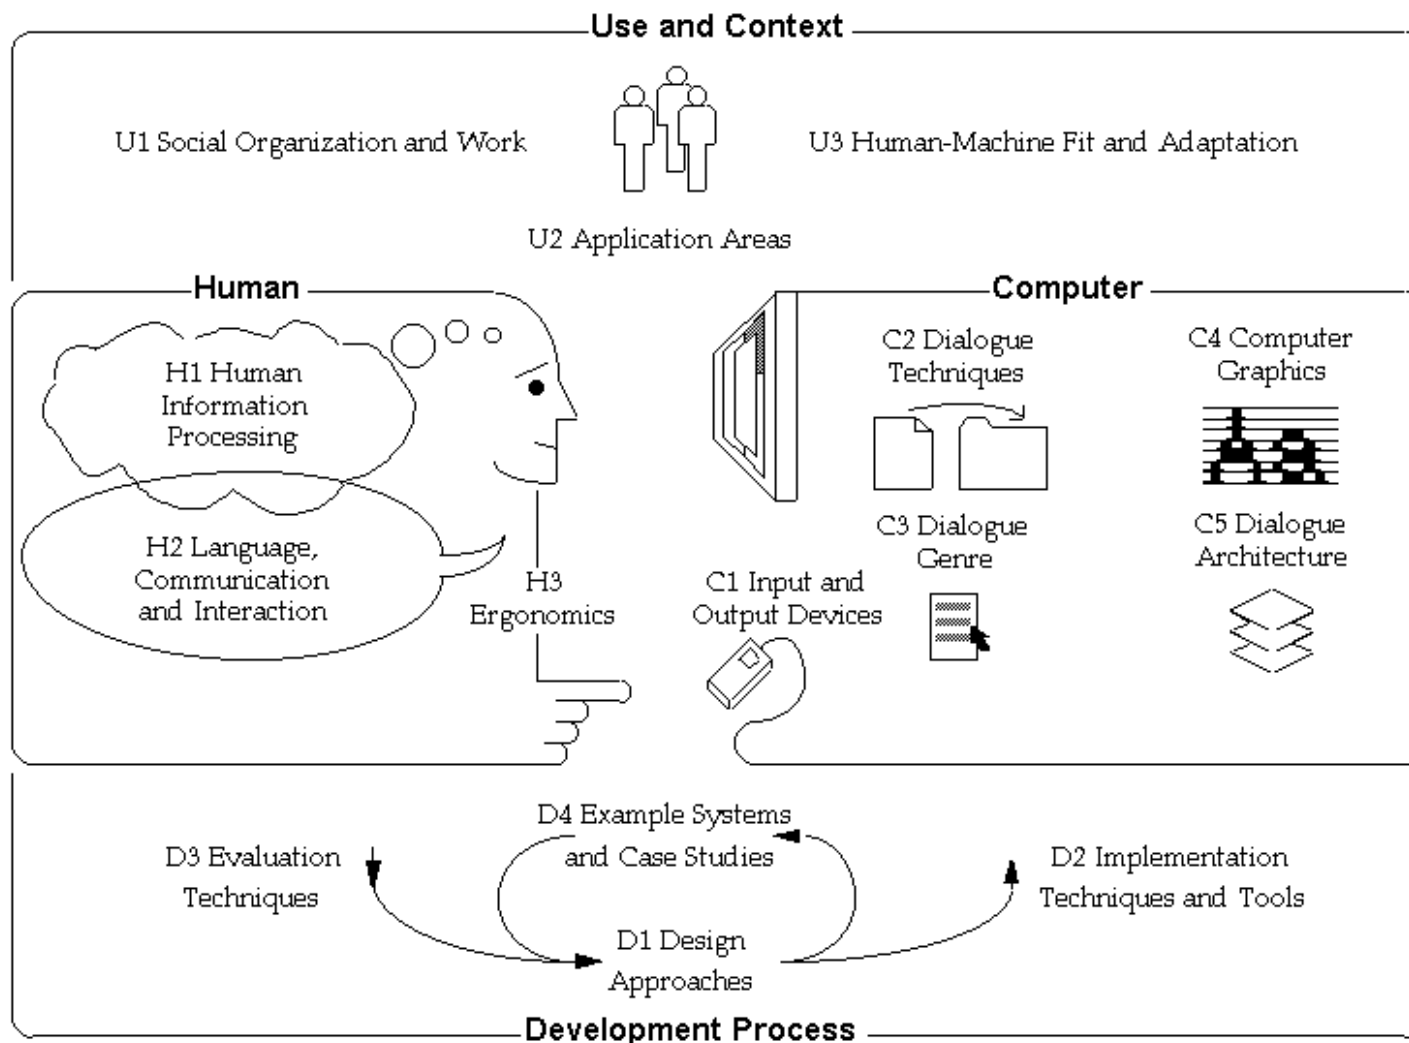 Use and Context
U1 Social Organization and Work
U3 Human-Machine Fit and Adaptation
U2 Application Areas
Human
H1 Human
Information
Processing
H2 Language,
Communication
and Interaction
H3
Ergonomics
Computer
C1 Input and
Output Devices
C2 Dialogue
Techniques
C3 Dialogue
Genre
C4 Computer
Graphics
C5 Dialogue
Architecture
D3 Evaluation
Techniques
D4 Example Systems
and Case Studies
D2 Implementation
Techniques and Tools
D1 Design
Approaches
Development Process